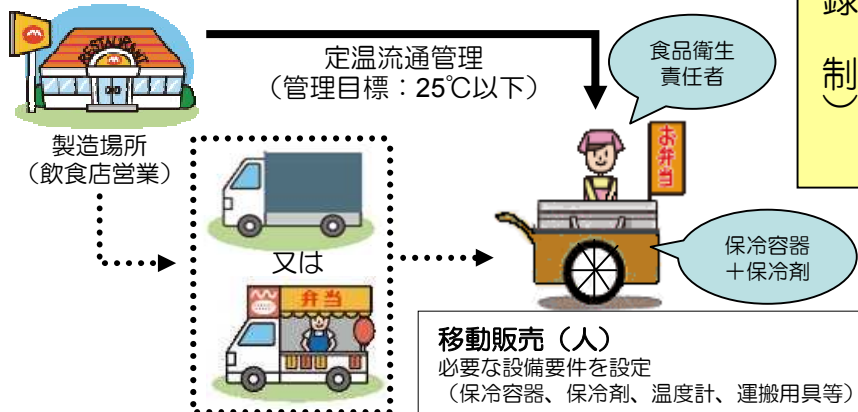 録
制）
RESTAURANT
定温流通管理
（管理目標：25℃以下）
食品衛生
責任者
製造場所
（飲食店営業）
お弁当
又は
弁当
保冷容器
＋保冷剤
移動販売（人）
必要な設備要件を設定
（保冷容器、保冷剤、温度計、運搬用具等）